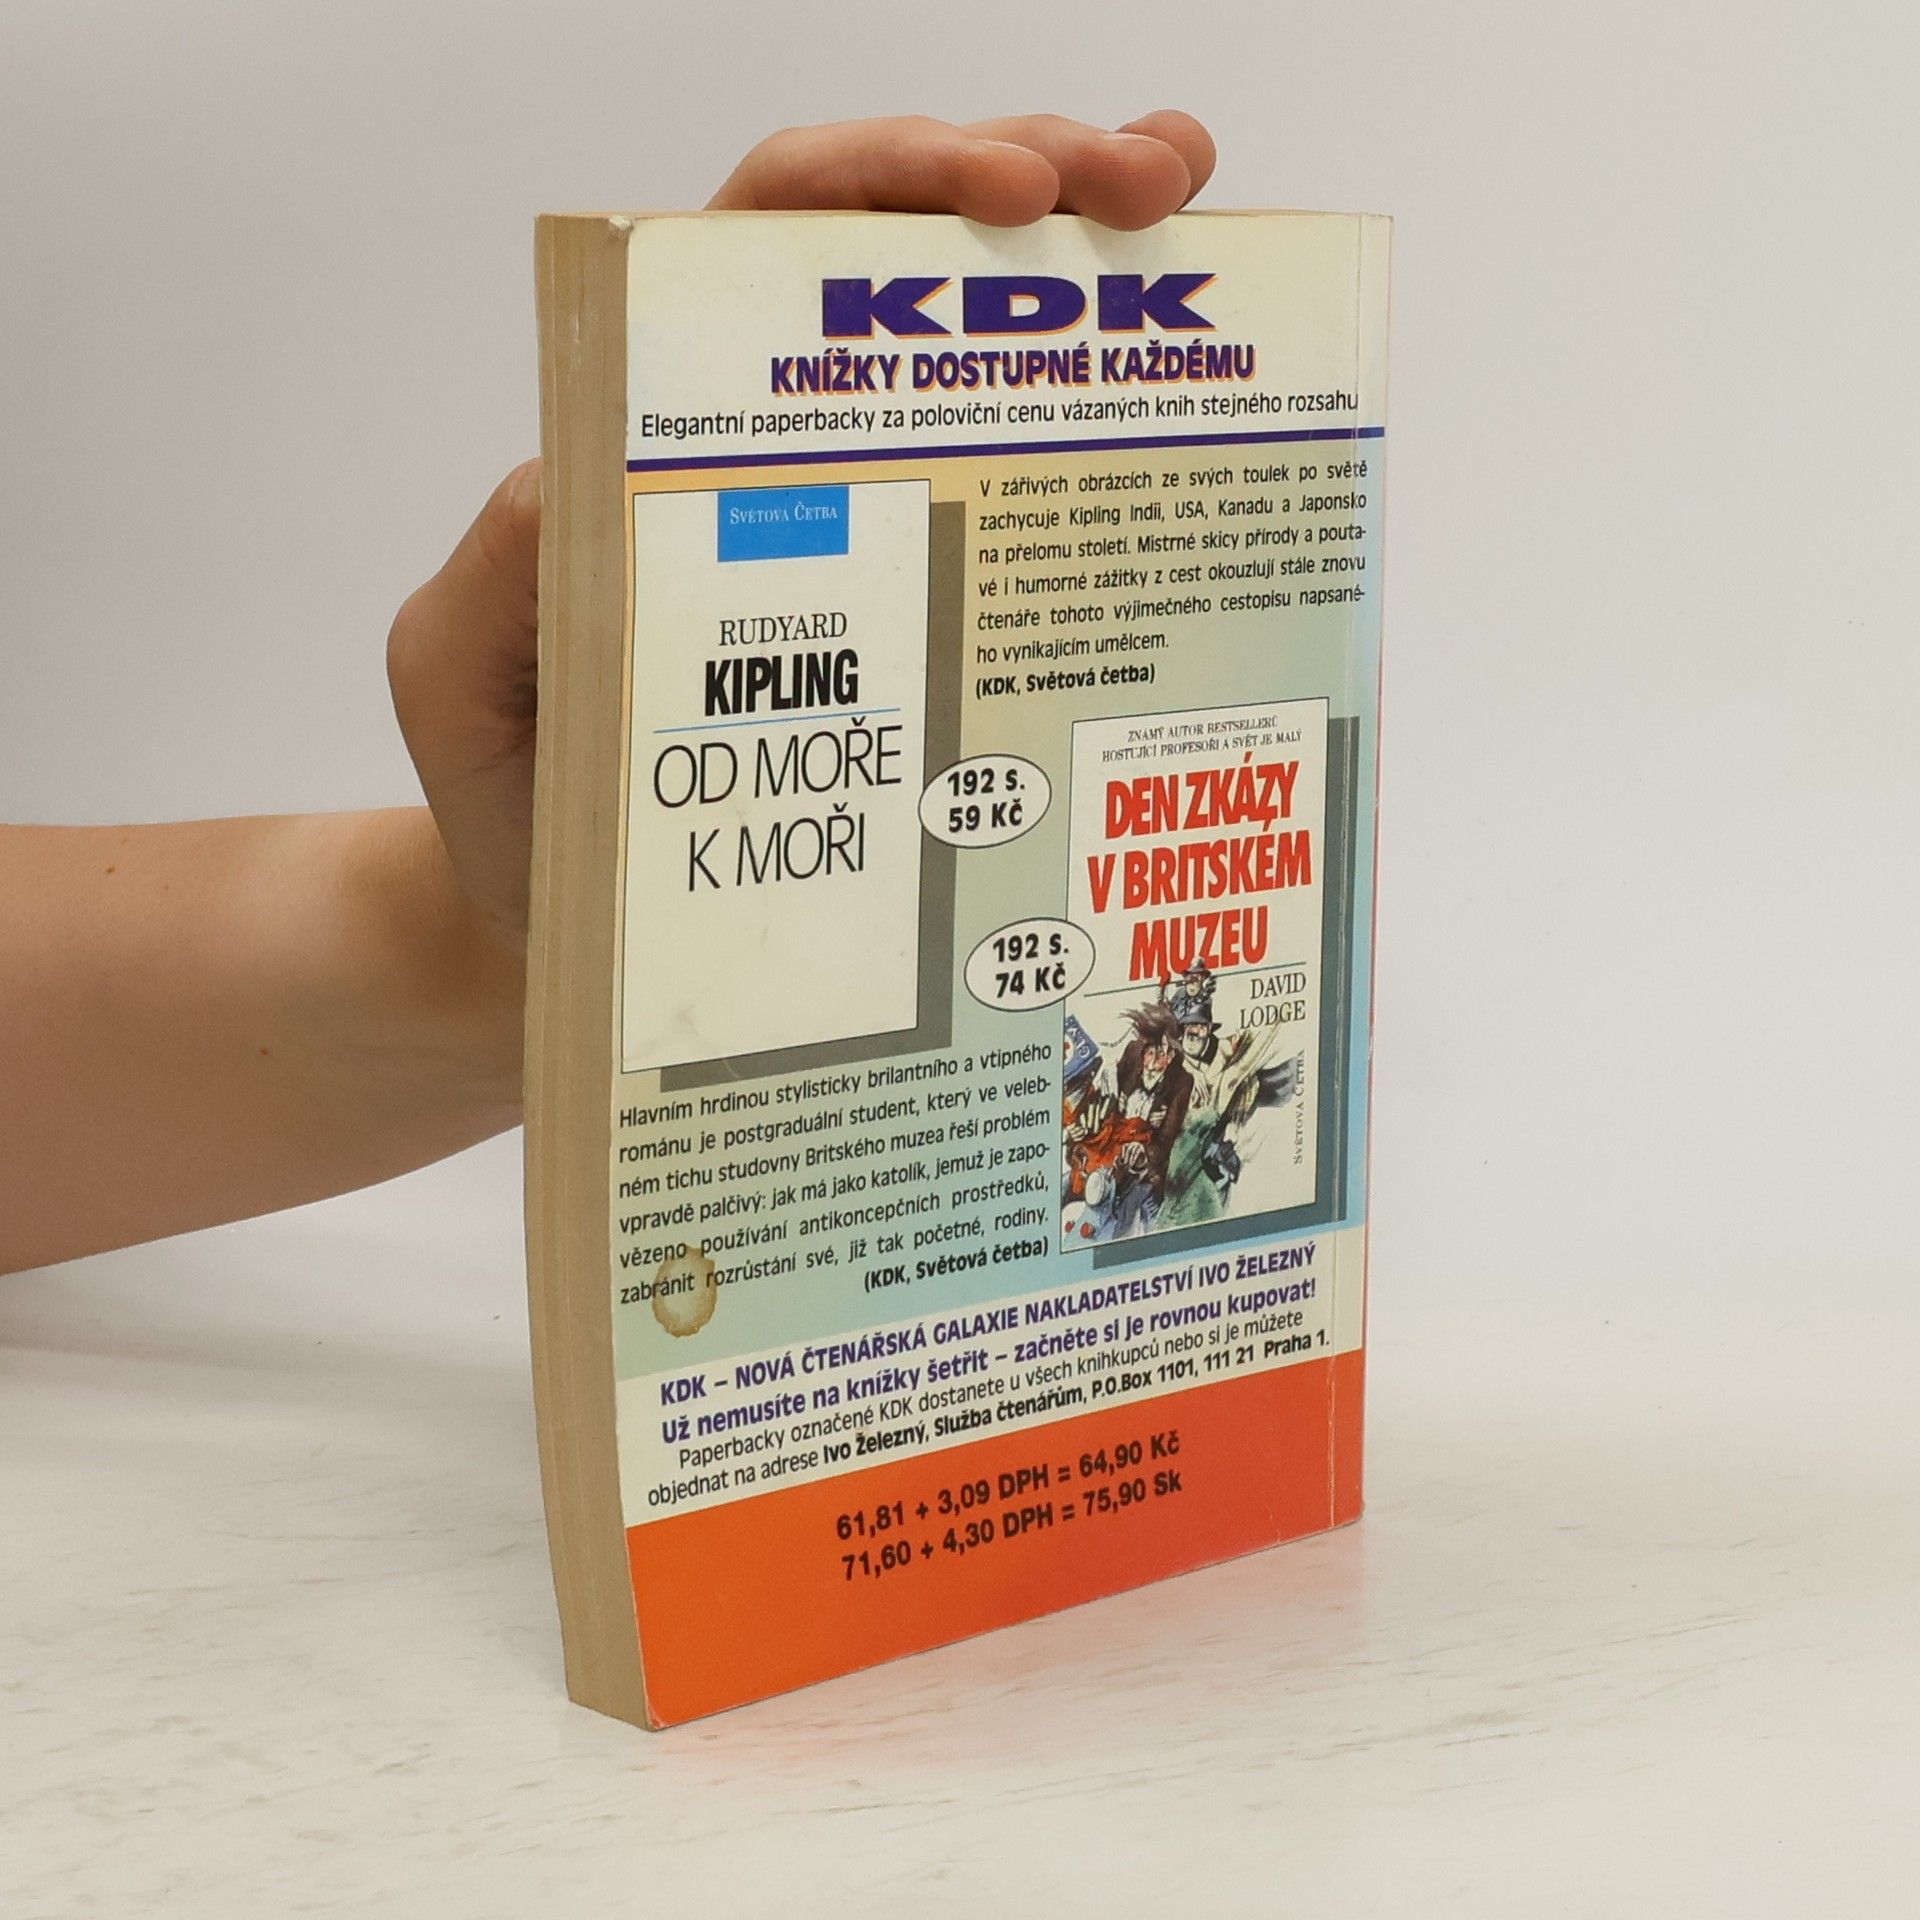 KDK
KNÍŽKY DOSTUPNÉ KAŽDÉMU
Elegantní paperbacky za poloviční cenu vázaných knih stejného rozsahu
SVĚTOVÁ ČETBA
RUDYARD
KIPLING
OD MOŘE
K MOŘI
V zářivých obrázcích ze svých toulek po světě
zachycuje Kipling Indii, USA, Kanadu a Japonsko
na přelomu století. Mistrné skicy přírody a pouta-
vé i humorné zážitky z cest okouzlují stále znovu
čtenáře tohoto výjimečného cestopisu napsané-
ho vynikajícím umělcem.
(KDK, Světová četba)
192 s.
59 Kč
ZNÁMÝ AUTOR BESTSELLERŮ
HOSTUJÍCÍ PROFESOŘI A SVĚT JE MALÝ
DEN ZKÁZY
V BRITSKÉM
MUZEU
DAVID
LODGE
SVĚTOVÁ ČETBA
192 s.
74 Kč
Hlavním hrdinou stylisticky brilantního a vtipného
románu je postgraduální student, který ve veleb-
ném tichu studovny Britského muzea řeší problém
vpravdě palčivý: jak má jako katolík, jemuž je zapo-
vězeno používání antikoncepčních prostředků,
zabránit rozrůstání své, již tak početné, rodiny.
(KDK, Světová četba)
KDK – NOVÁ ČTENÁŘSKÁ GALAXIE NAKLADATELSTVÍ IVO ŽELEZNÝ
Už nemusíte na knížky šetřit – začněte si je rovnou kupovat!
Paperbacky označené KDK dostanete u všech knihkupců nebo si je můžete
objednat na adrese Ivo Železný, Služba čtenářům, P.O.Box 1101, 111 21 Praha 1.
61,81 + 3,09 DPH = 64,90 Kč
71,60 + 4,30 DPH = 75,90 Sk